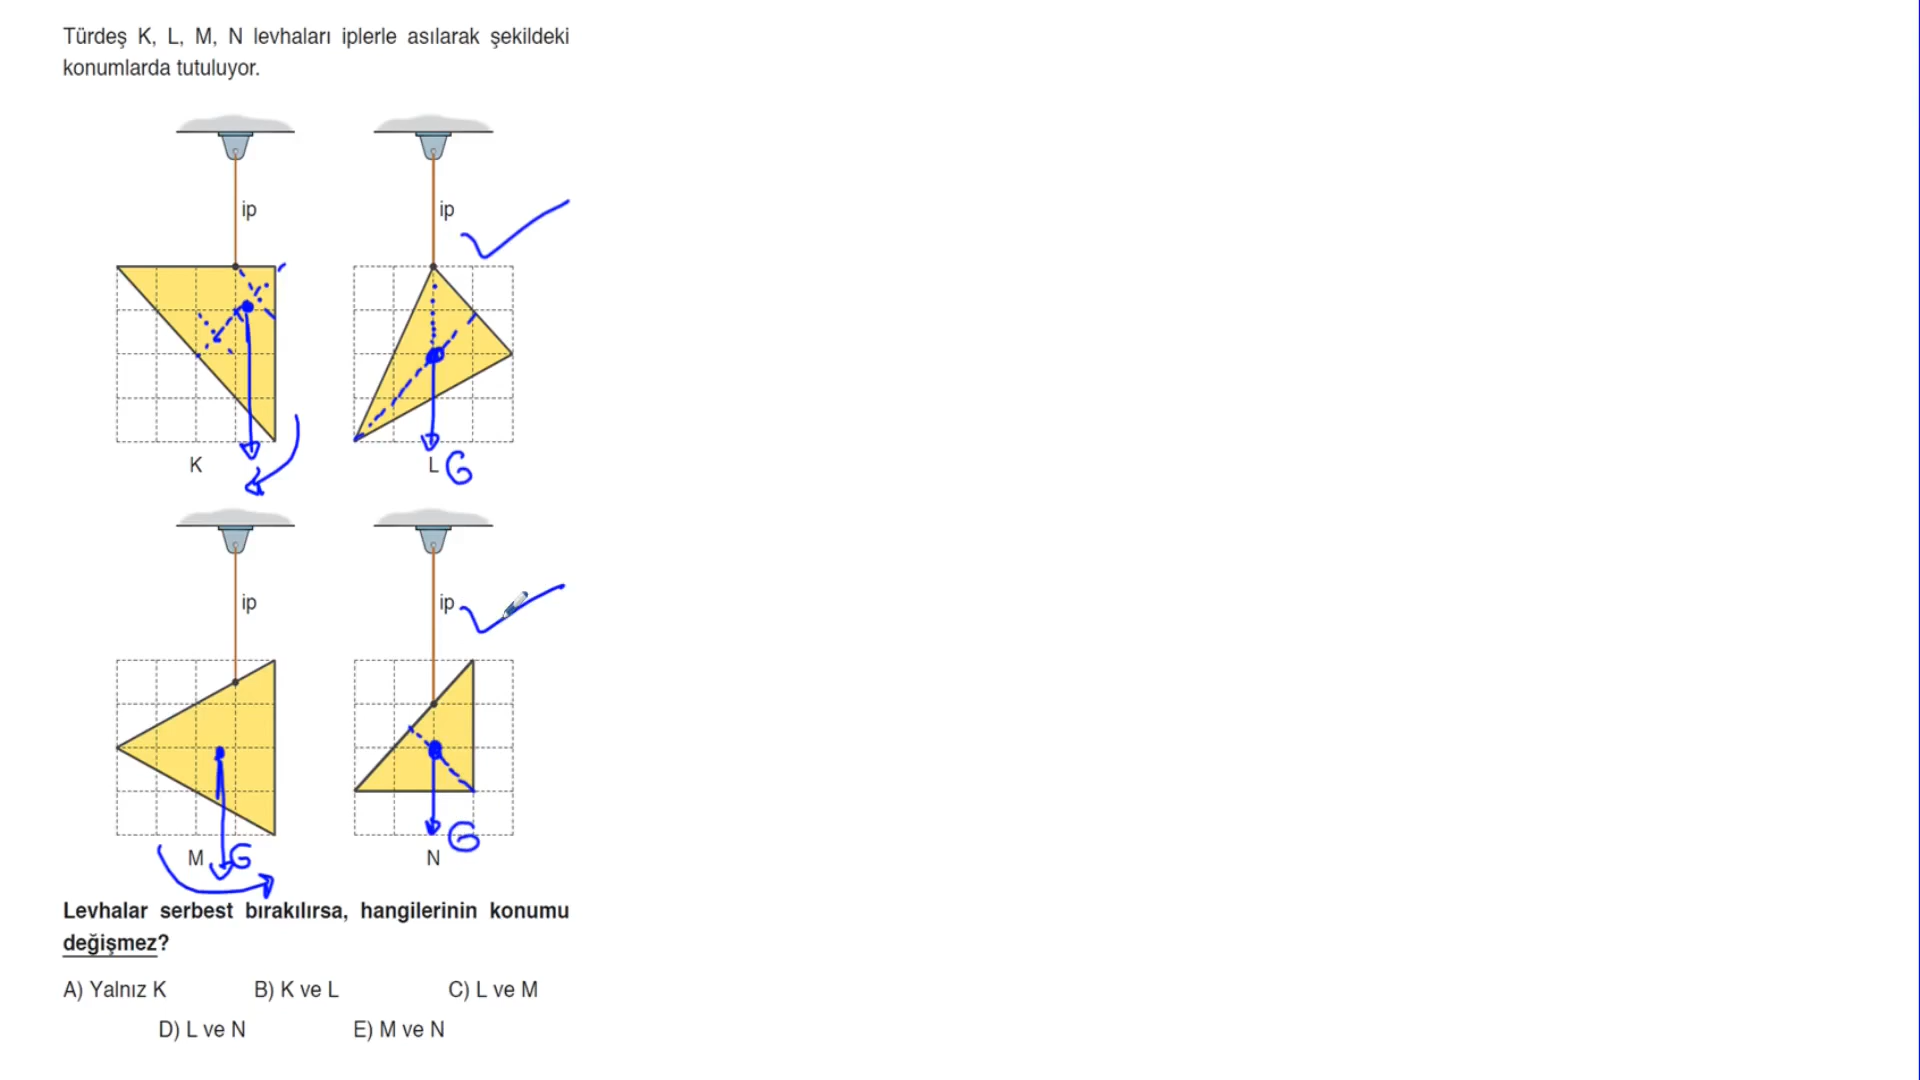 Türdeş K, L, M, N levhaları iplerle asılarak şekildeki
konumlarda tutuluyor.
ip
ip
K
L G
ip
ip
M G
N G
Levhalar serbest bırakılırsa, hangilerinin konumu
değişmez?
A) Yalnız K B) K ve L C) L ve M
D) L ve N E) M ve N